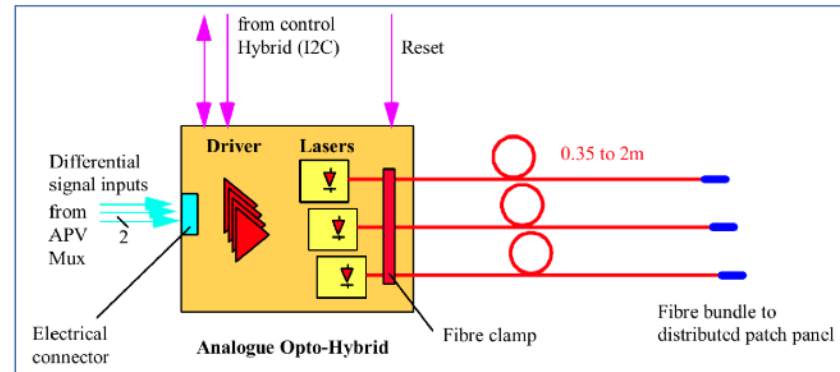 from control
Hybrid (I2C)
Reset
Driver
Lasers
0.35 to 2m
Differential
signal inputs
from
APV
Mux
2
Electrical
connector
Analogue Opto-Hybrid
Fibre clamp
Fibre bundle to
distributed patch panel